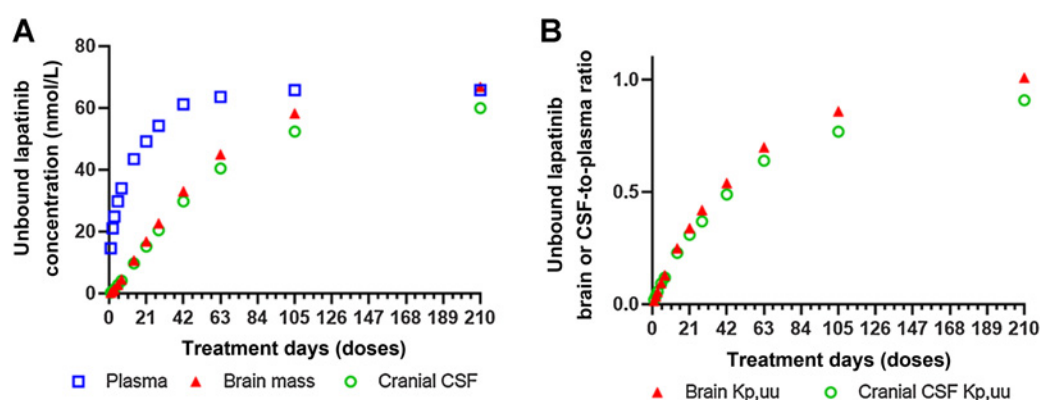 A
Unbound lapatinib
concentration (nmol/L)
80
60
40
20
0
0 21 42 63 84 105 126 147 168 189 210
Treatment days (doses)
Plasma Brain mass Cranial CSF
B
Unbound lapatinib
brain or CSF-to-plasma ratio
1.0
0.5
0.0
0 21 42 63 84 105 126 147 168 189 210
Treatment days (doses)
Brain Kp,uu Cranial CSF Kp,uu